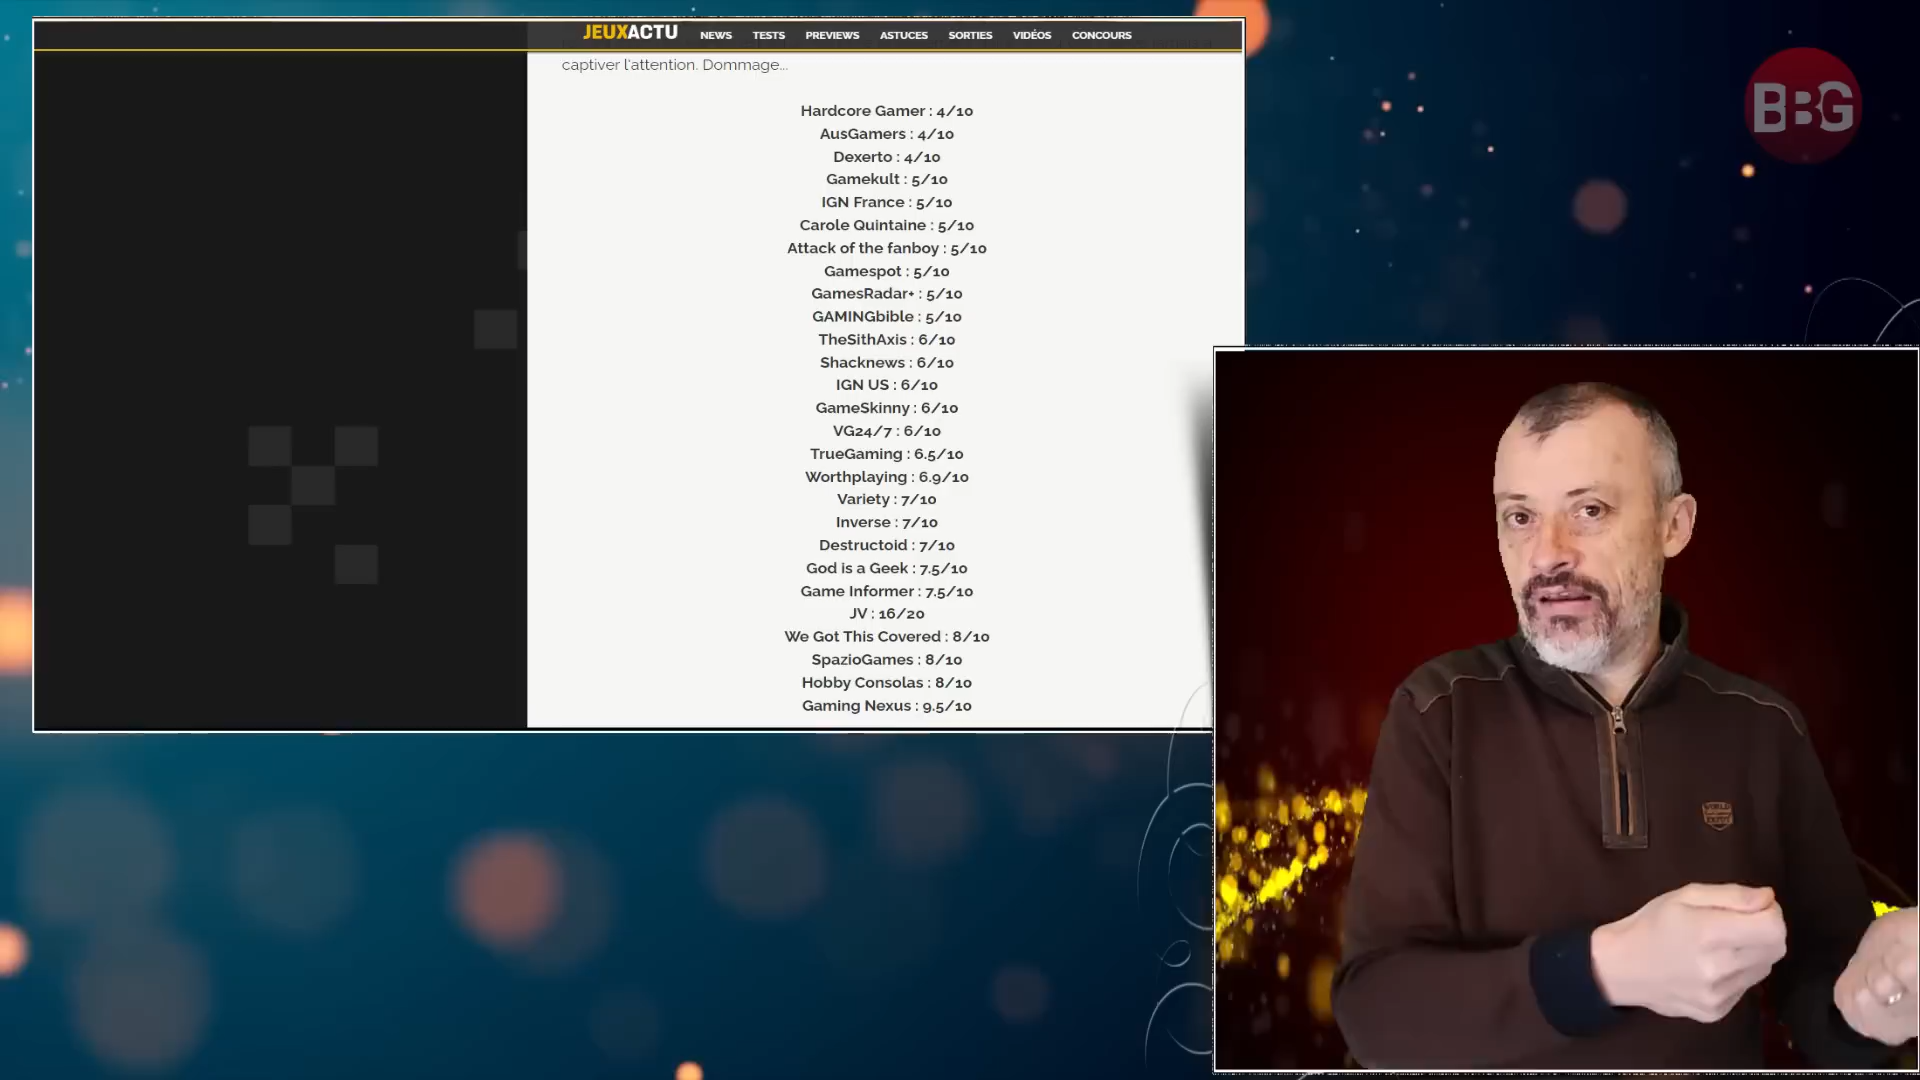 JEUXACTU NEWS TESTS PREVIEWS ASTUCES SORTIES VIDÉOS CONCOURS
captiver l'attention. Dommage...
Hardcore Gamer : 4/10
AusGamers : 4/10
Dexerto : 4/10
Gamekult : 5/10
IGN France : 5/10
Carole Quintaine : 5/10
Attack of the fanboy : 5/10
Gamespot : 5/10
GamesRadar+ : 5/10
GAMINGbible : 5/10
TheSithAxis : 6/10
Shacknews : 6/10
IGN US : 6/10
GameSkinny : 6/10
VG24/7 : 6/10
TrueGaming : 6.5/10
Worthplaying : 6.9/10
Variety : 7/10
Inverse : 7/10
Destructoid : 7/10
God is a Geek : 7.5/10
Game Informer : 7.5/10
JV : 16/20
We Got This Covered : 8/10
SpazioGames : 8/10
Hobby Consolas : 8/10
Gaming Nexus : 9.5/10
BBG
WORLD